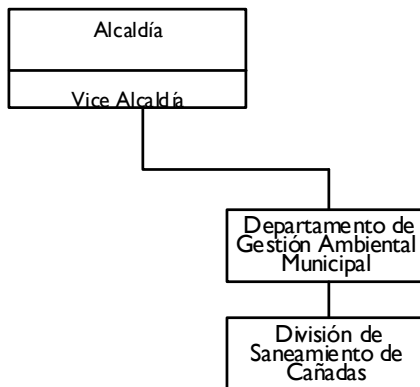 Alcaldía
Vice Alcaldía
Departamento de
Gestión Ambiental
Municipal
División de
Saneamiento de
Cañadas